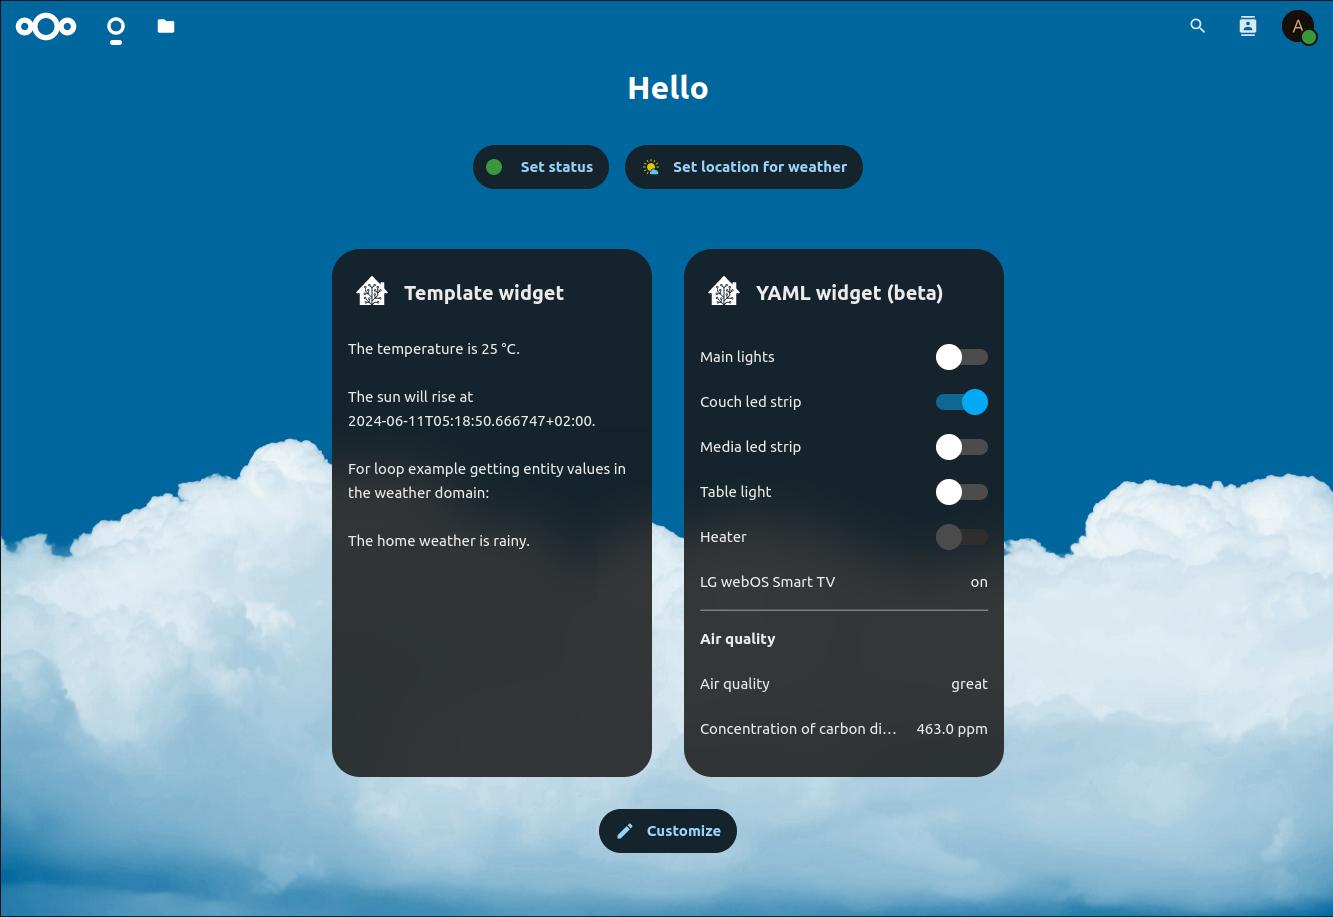 A
Hello
Set status
Set location for weather
Template widget
The temperature is 25 °C.
The sun will rise at
2024-06-11T05:18:50.666747+02:00.
For loop example getting entity values in
the weather domain:
The home weather is rainy.
YAML widget (beta)
Main lights
Couch led strip
Media led strip
Table light
Heater
LG webOS Smart TV on
Air quality
Air quality great
Concentration of carbon di... 463.0 ppm
Customize